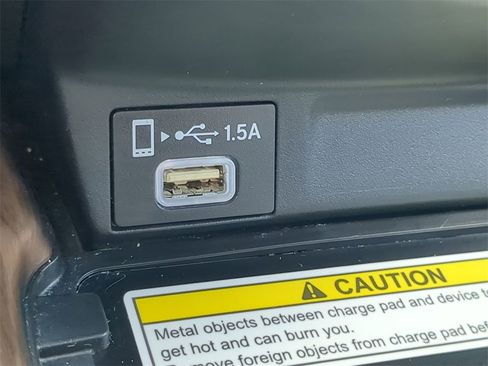 1.5A
CAUTION
Metal objects between charge pad and device
get hot and can burn you.
foreign objects from charge pad